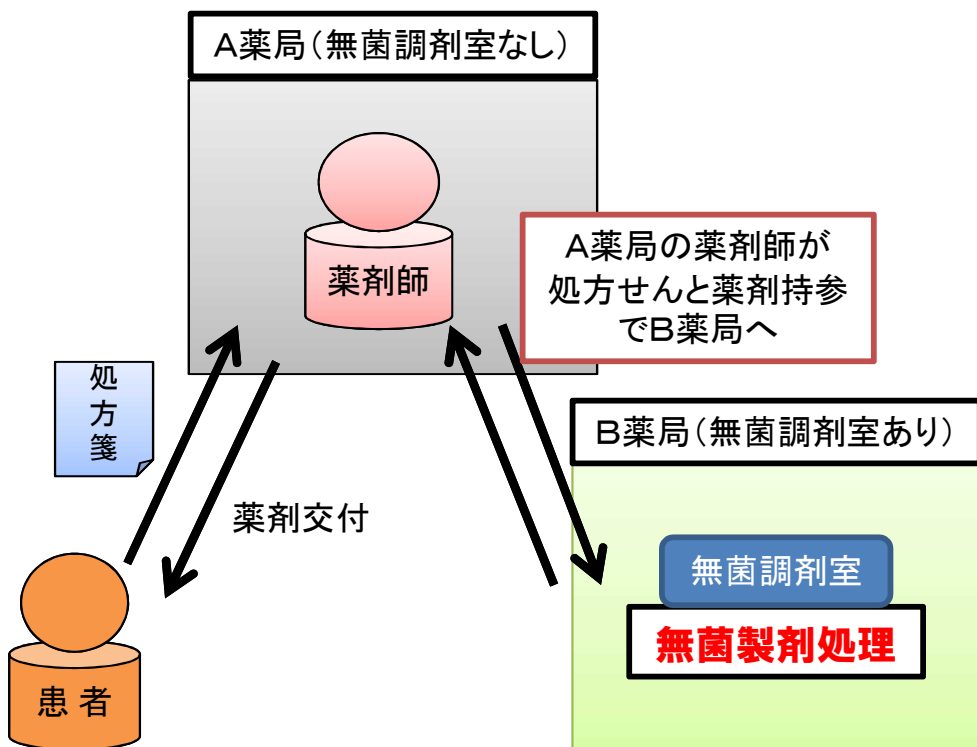 A薬局(無菌調剤室なし)
薬剤師
A薬局の薬剤師が
処方せんと薬剤持参
でB薬局へ
処
方
箋
薬剤交付
患者
B薬局(無菌調剤室あり)
無菌調剤室
無菌製剤処理